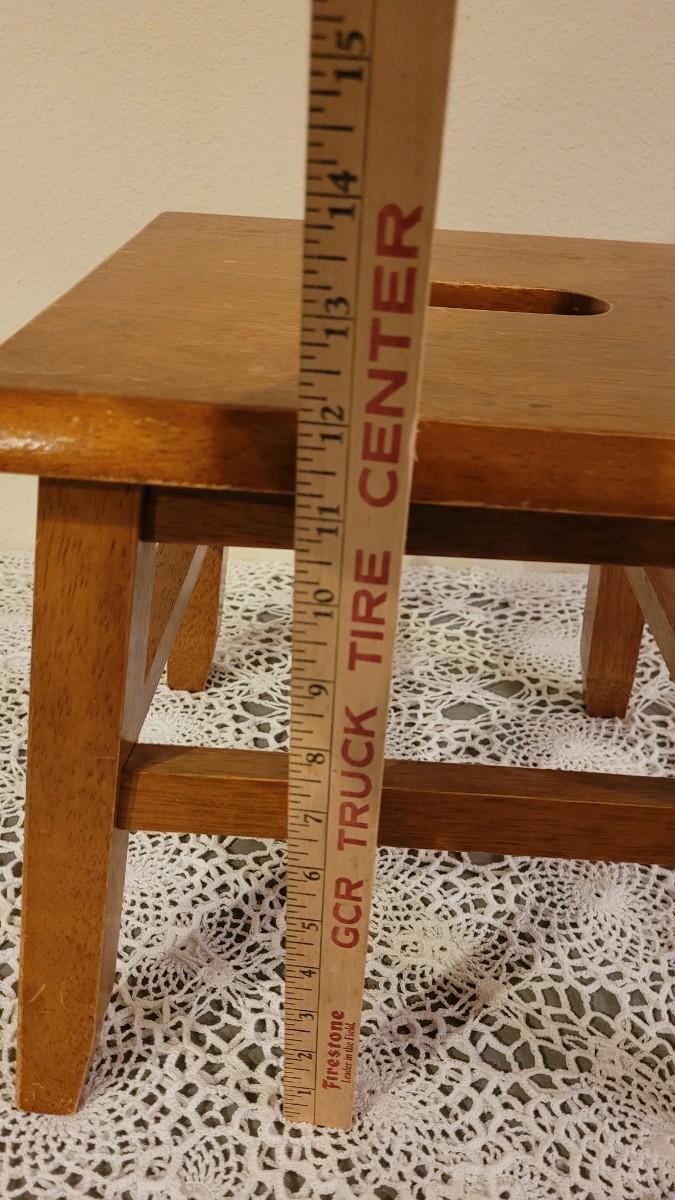 Firestone
Leader in the Field.
GCR TRUCK TIRE CENTER
1 2 3 4 5 6 7 8 9 10 11 12 13 14 15